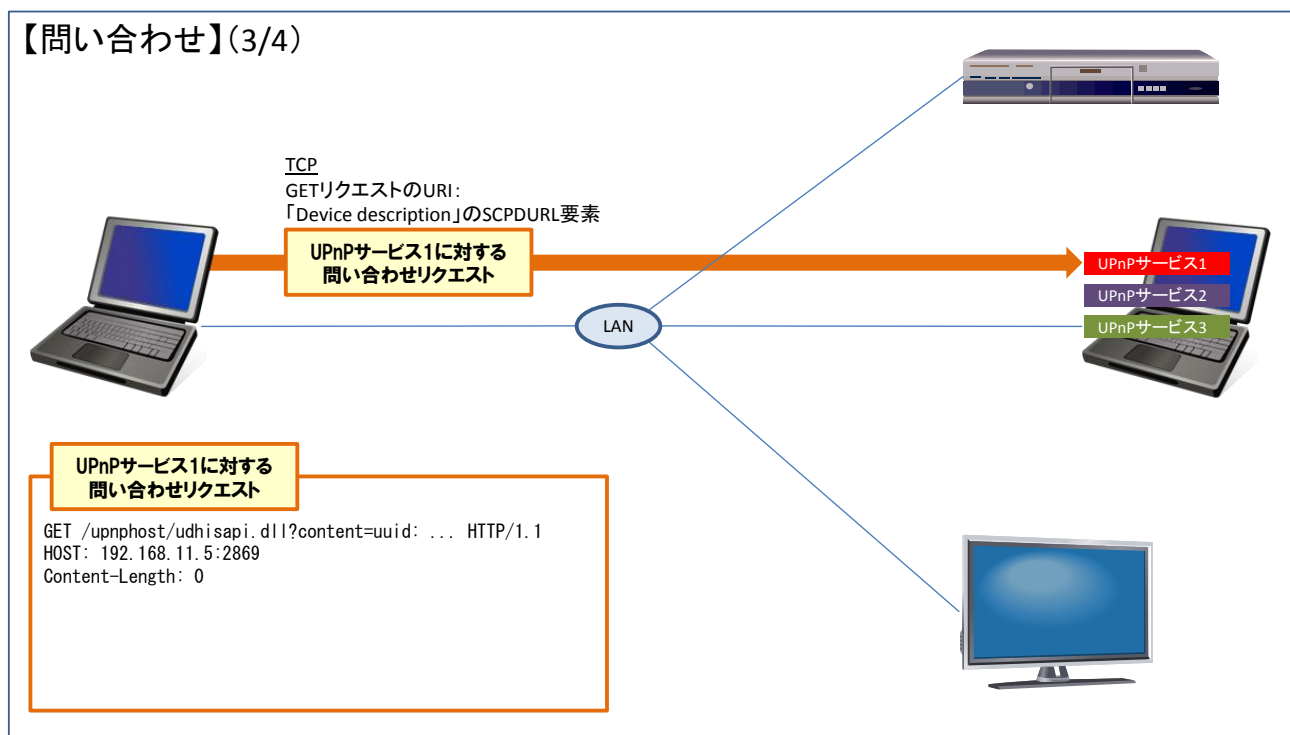 【問い合わせ】(3/4)
TCP
GETリクエストのURI:
「Device description」のSCPDURL要素
UPnPサービス1に対する
問い合わせリクエスト
UPnPサービス1
UPnPサービス2
UPnPサービス3
LAN
UPnPサービス1に対する
問い合わせリクエスト
GET /upnphost/udhisapi.dll?content=uuid: ... HTTP/1.1
HOST: 192.168.11.5:2869
Content-Length: 0